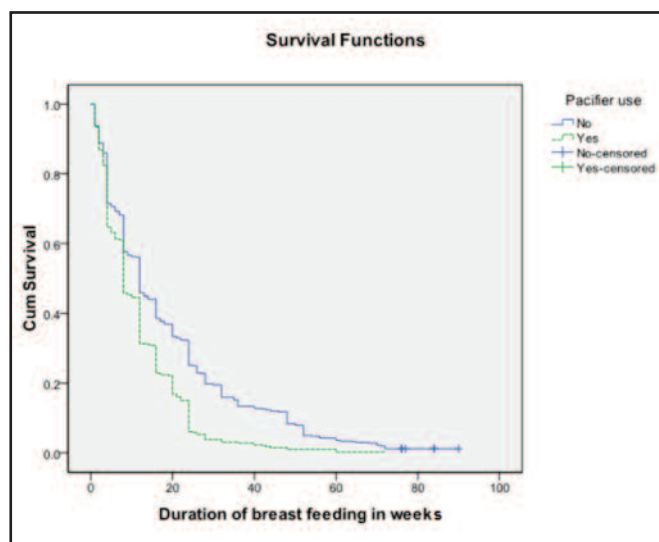 Survival Functions
Pacifier use
No
Yes
No-censored
Yes-censored
1.0
0.8
0.6
0.4
0.2
0.0
Cum Survival
0 20 40 60 80 100
Duration of breast feeding in weeks